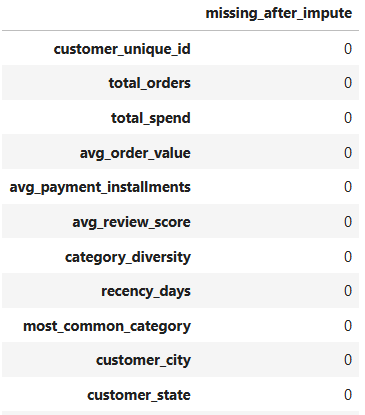 missing_after_impute
customer_unique_id 0
total_orders 0
total_spend 0
avg_order_value 0
avg_payment_installments 0
avg_review_score 0
category_diversity 0
recency_days 0
most_common_category 0
customer_city 0
customer_state 0